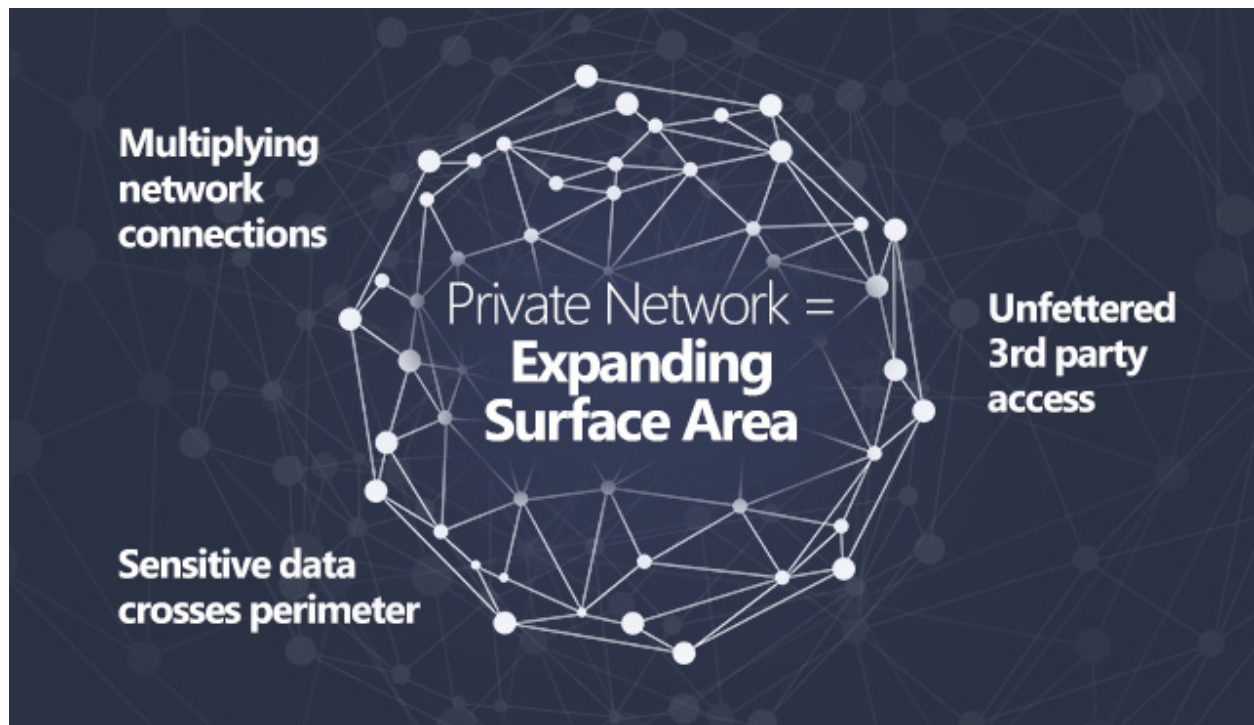 Multiplying
network
connections
Private Network =
Expanding
Surface Area
Unfettered
3rd party
access
Sensitive data
crosses perimeter